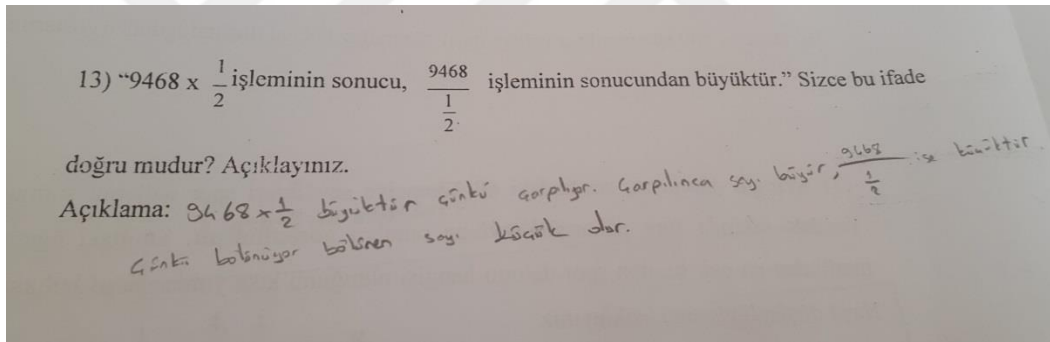 13) “9468 x 1/2 işleminin sonucu, 9468/(1/2) işleminin sonucundan büyüktür.” Sizce bu ifade
doğru mudur? Açıklayınız.
Açıklama: 9468 x 1/2 büyüktür çünkü çarpılıyor. Çarpılınca sayı büyür, 9468/(1/2) ise
Çünkü bölünüyor bölünen sayı küçük olur.